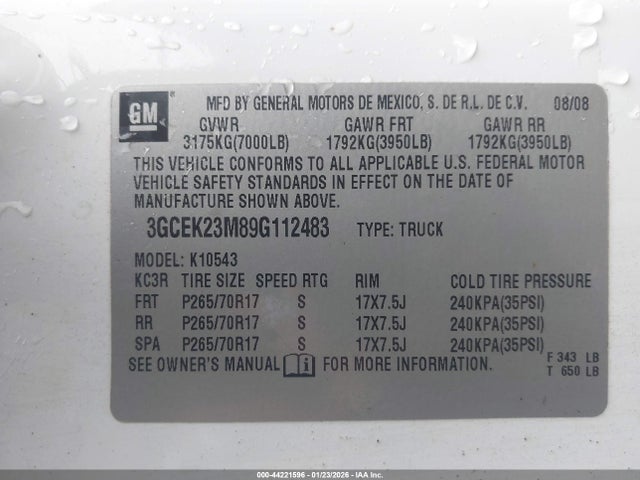 GM
MFD BY GENERAL MOTORS DE MEXICO, S. DE R.L. DE C.V. 08/08
GVWR GAWR FRT GAWR RR
3175KG(7000LB) 1792KG(3950LB) 1792KG(3950LB)
THIS VEHICLE CONFORMS TO ALL APPLICABLE U.S. FEDERAL MOTOR
VEHICLE SAFETY STANDARDS IN EFFECT ON THE DATE OF
MANUFACTURE SHOWN ABOVE.
3GCEK23M89G112483 TYPE: TRUCK
MODEL: K10543
KC3R TIRE SIZE SPEED RTG RIM COLD TIRE PRESSURE
FRT P265/70R17 S 17X7.5J 240KPA(35PSI)
RR P265/70R17 S 17X7.5J 240KPA(35PSI)
SPA P265/70R17 S 17X7.5J 240KPA(35PSI)
SEE OWNER'S MANUAL FOR MORE INFORMATION.
F 343 LB
T 650 LB
000-44221596 - 01/23/2026 - IAA Inc.